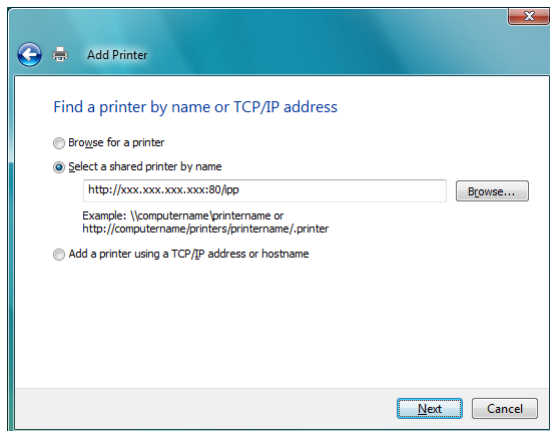 Add Printer
Find a printer by name or TCP/IP address
Browse for a printer
Select a shared printer by name
http://xxx.xxx.xxx.xxx:80/ipp
Browse...
Example: \\computername\printername or
http://computername/printers/printername/.printer
Add a printer using a TCP/IP address or hostname
Next
Cancel